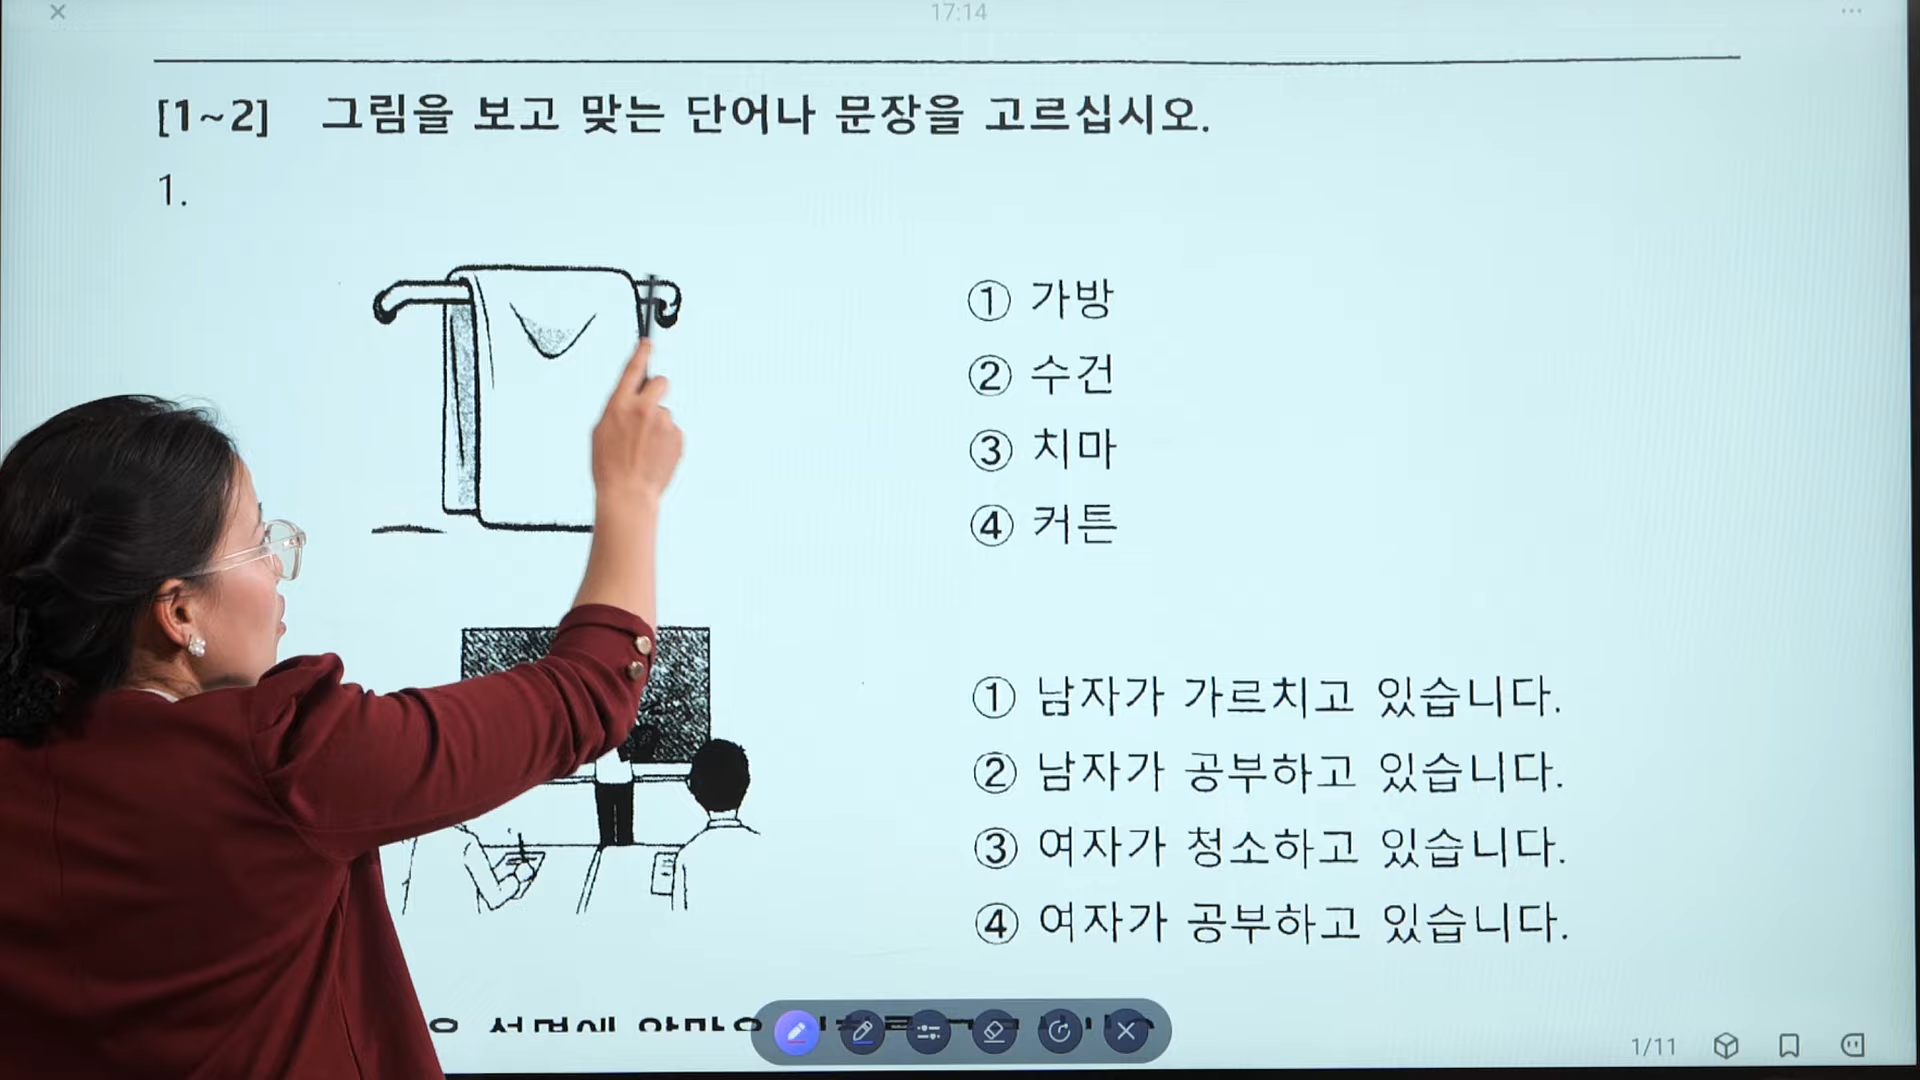 17:14
[1~2] 그림을 보고 맞는 단어나 문장을 고르십시오.
1.
① 가방
② 수건
③ 치마
④ 커튼
① 남자가 가르치고 있습니다.
② 남자가 공부하고 있습니다.
③ 여자가 청소하고 있습니다.
④ 여자가 공부하고 있습니다.
1/11